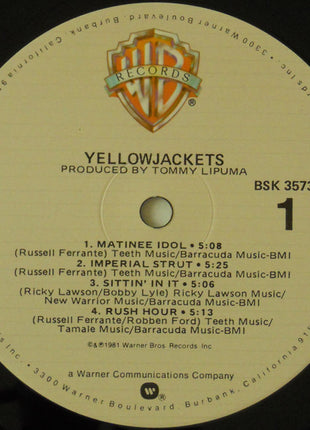 WB
RECORDS
®
YELLOWJACKETS
PRODUCED BY TOMMY LIPUMA
BSK 3573
1
1. MATINEE IDOL • 5:08
(Russell Ferrante) Teeth Music/Barracuda Music-BMI
2. IMPERIAL STRUT • 5:25
(Russell Ferrante) Teeth Music/Barracuda Music-BMI
3. SITTIN' IN IT • 5:06
(Ricky Lawson/Bobby Lyle) Ricky Lawson Music/
New Warrior Music/Barracuda Music-BMI
4. RUSH HOUR • 5:13
(Russell Ferrante/Robben Ford) Teeth Music/
Tamale Music/Barracuda Music-BMI
©&℗1981 Warner Bros. Records Inc.
a Warner Communications Company
3300 Warner Boulevard, Burbank, California